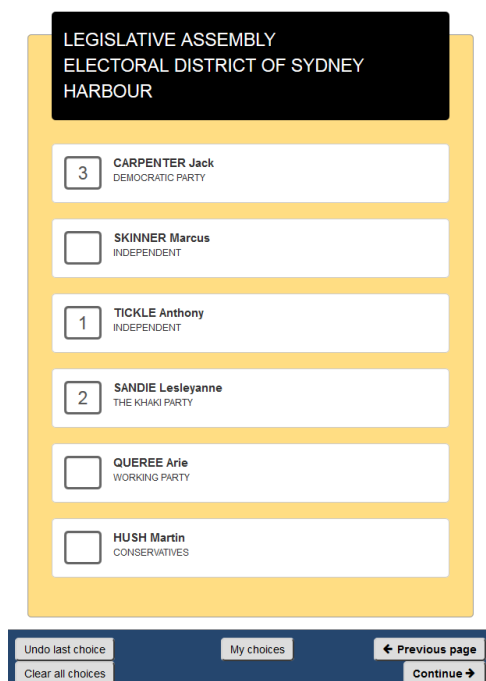 LEGISLATIVE ASSEMBLY
ELECTORAL DISTRICT OF SYDNEY
HARBOUR
3
CARPENTER Jack
DEMOCRATIC PARTY
SKINNER Marcus
INDEPENDENT
1
TICKLE Anthony
INDEPENDENT
2
SANDIE Lesleyanne
THE KHAKI PARTY
QUEREE Arie
WORKING PARTY
HUSH Martin
CONSERVATIVES
Undo last choice
My choices
← Previous page
Clear all choices
Continue →